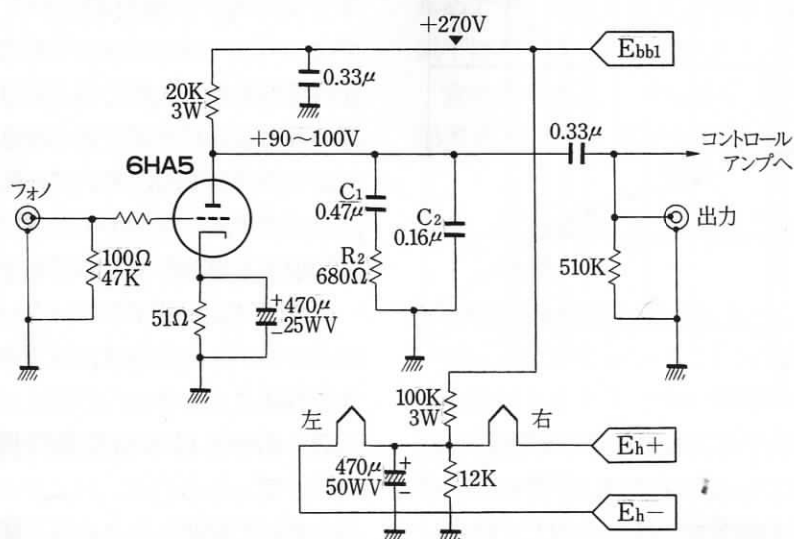 +270V
Ebb1
0.33μ
20K
3W
+90〜100V
0.33μ
コントロール
アンプへ
6HA5
フォノ
C1
0.47μ
C2
0.16μ
出力
100Ω
47K
R2
680Ω
510K
51Ω
+470μ
−25WV
100K
3W
左
右
Eh+
470μ
50WV
+
−
12K
Eh−